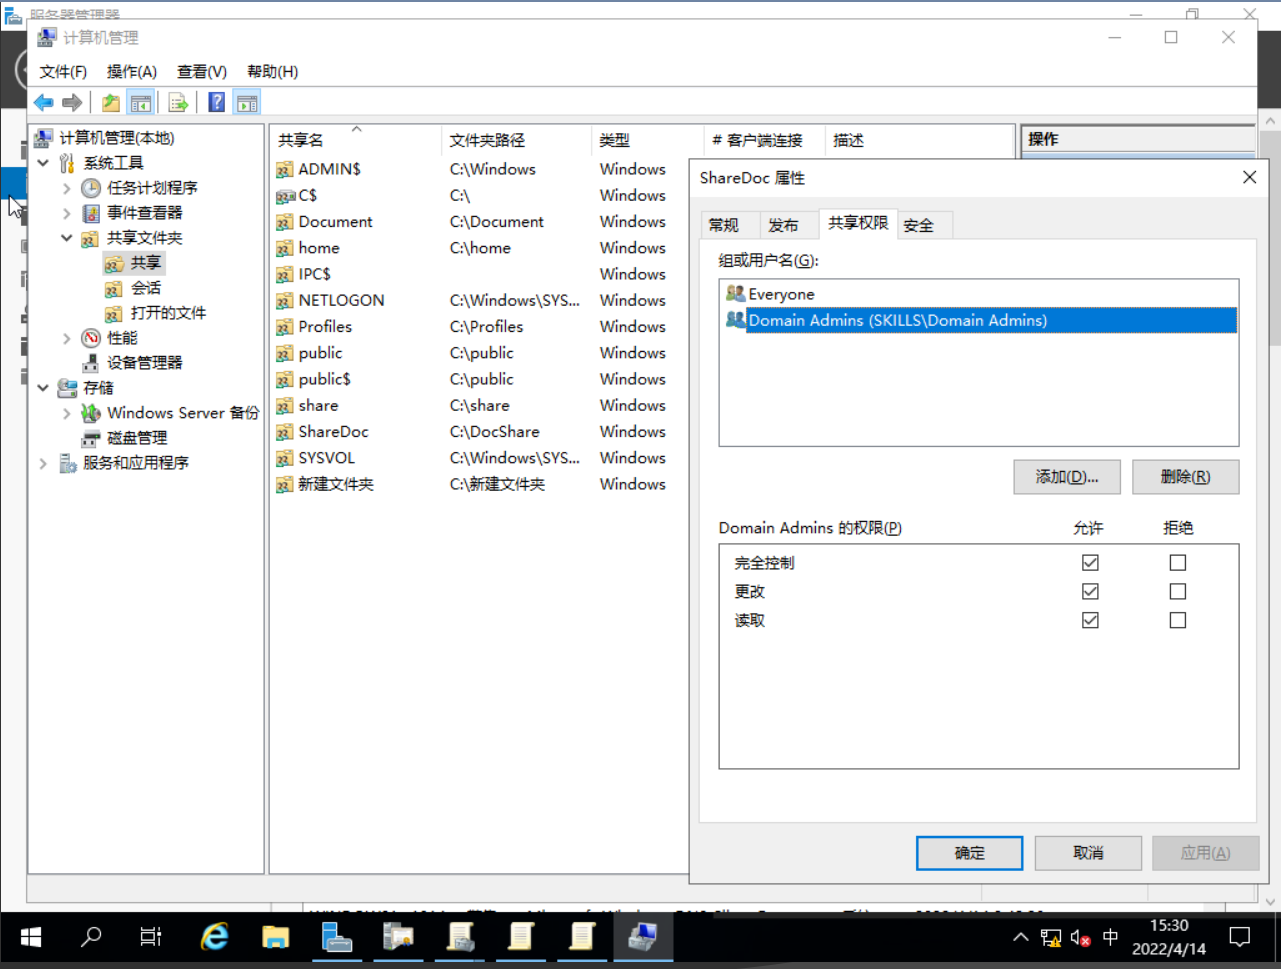 服务器管理器
计算机管理
文件(F) 操作(A) 查看(V) 帮助(H)
计算机管理(本地)
系统工具
任务计划程序
事件查看器
共享文件夹
共享
会话
打开的文件
性能
设备管理器
存储
Windows Server 备份
磁盘管理
服务和应用程序
共享名 文件夹路径 类型 # 客户端连接 描述
ADMIN$ C:\Windows Windows
C$ C:\ Windows
Document C:\Document Windows
home C:\home Windows
IPC$ Windows
NETLOGON C:\Windows\SYS... Windows
Profiles C:\Profiles Windows
public C:\public Windows
public$ C:\public Windows
share C:\share Windows
ShareDoc C:\DocShare Windows
SYSVOL C:\Windows\SYS... Windows
新建文件夹 C:\新建文件夹 Windows
操作
ShareDoc 属性
常规 发布 共享权限 安全
组或用户名(G):
Everyone
Domain Admins (SKILLS\Domain Admins)
添加(D)... 删除(R)
Domain Admins 的权限(P) 允许 拒绝
完全控制
更改
读取
确定 取消 应用(A)
中
15:30
2022/4/14